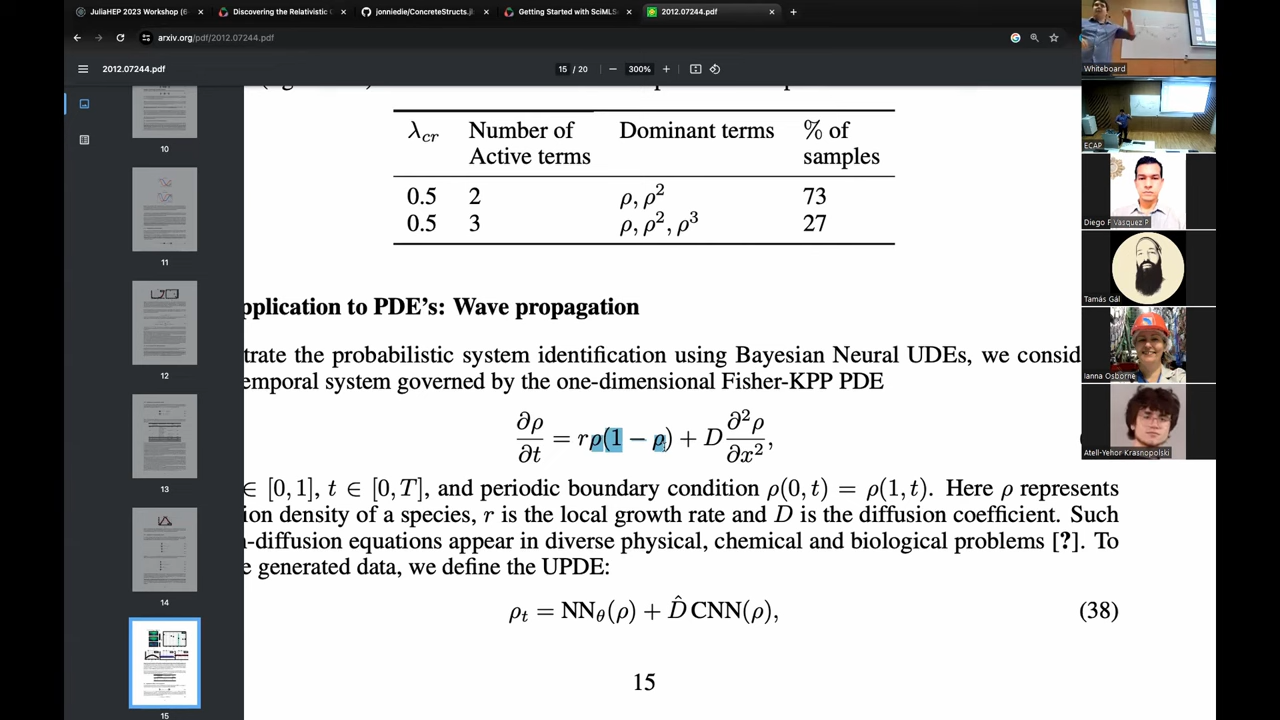 JuliaHEP 2023 Workshop (6
Discovering the Relativistic (
jonniedie/ConcreteStructs.j
Getting Started with SciMLS
2012.07244.pdf
arxiv.org/pdf/2012.07244
2012.07244.pdf
15 / 20
300%
10
11
12
13
14
15
λcr Number of Active terms Dominant terms % of samples
0.5 2 ρ, ρ² 73
0.5 3 ρ, ρ², ρ³ 27
pplication to PDE's: Wave propagation
trate the probabilistic system identification using Bayesian Neural UDEs, we consid
emporal system governed by the one-dimensional Fisher-KPP PDE
∂ρ/∂t = rρ(1 − ρ) + D ∂²ρ/∂x²,
∈ [0, 1], t ∈ [0, T], and periodic boundary condition ρ(0, t) = ρ(1, t). Here ρ represents
ion density of a species, r is the local growth rate and D is the diffusion coefficient. Such
-diffusion equations appear in diverse physical, chemical and biological problems [?]. To
e generated data, we define the UPDE:
ρt = NNθ(ρ) + D̂ CNN(ρ), (38)
15
Whiteboard
ECAP
Diego F Vasquez P
Tamás Gál
Ianna Osborne
Atell-Yehor Krasnopolski